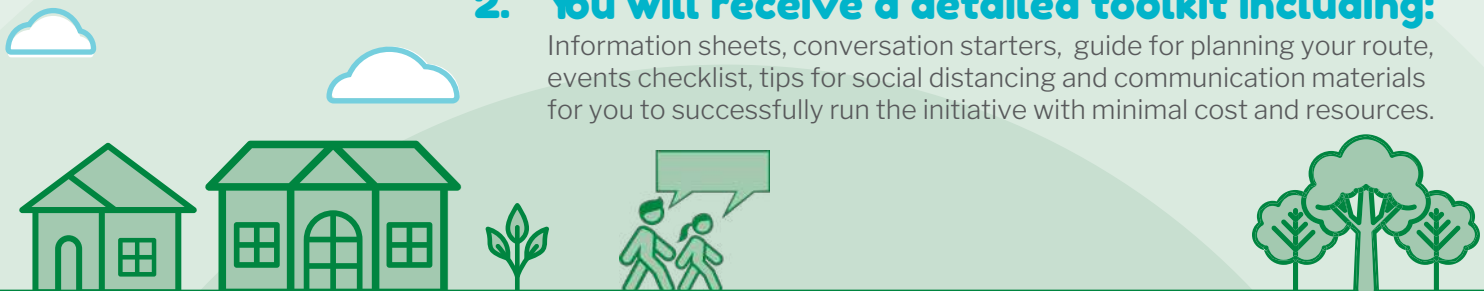 2. You will receive a detailed toolkit including:
Information sheets, conversation starters, guide for planning your route,
events checklist, tips for social distancing and communication materials
for you to successfully run the initiative with minimal cost and resources.